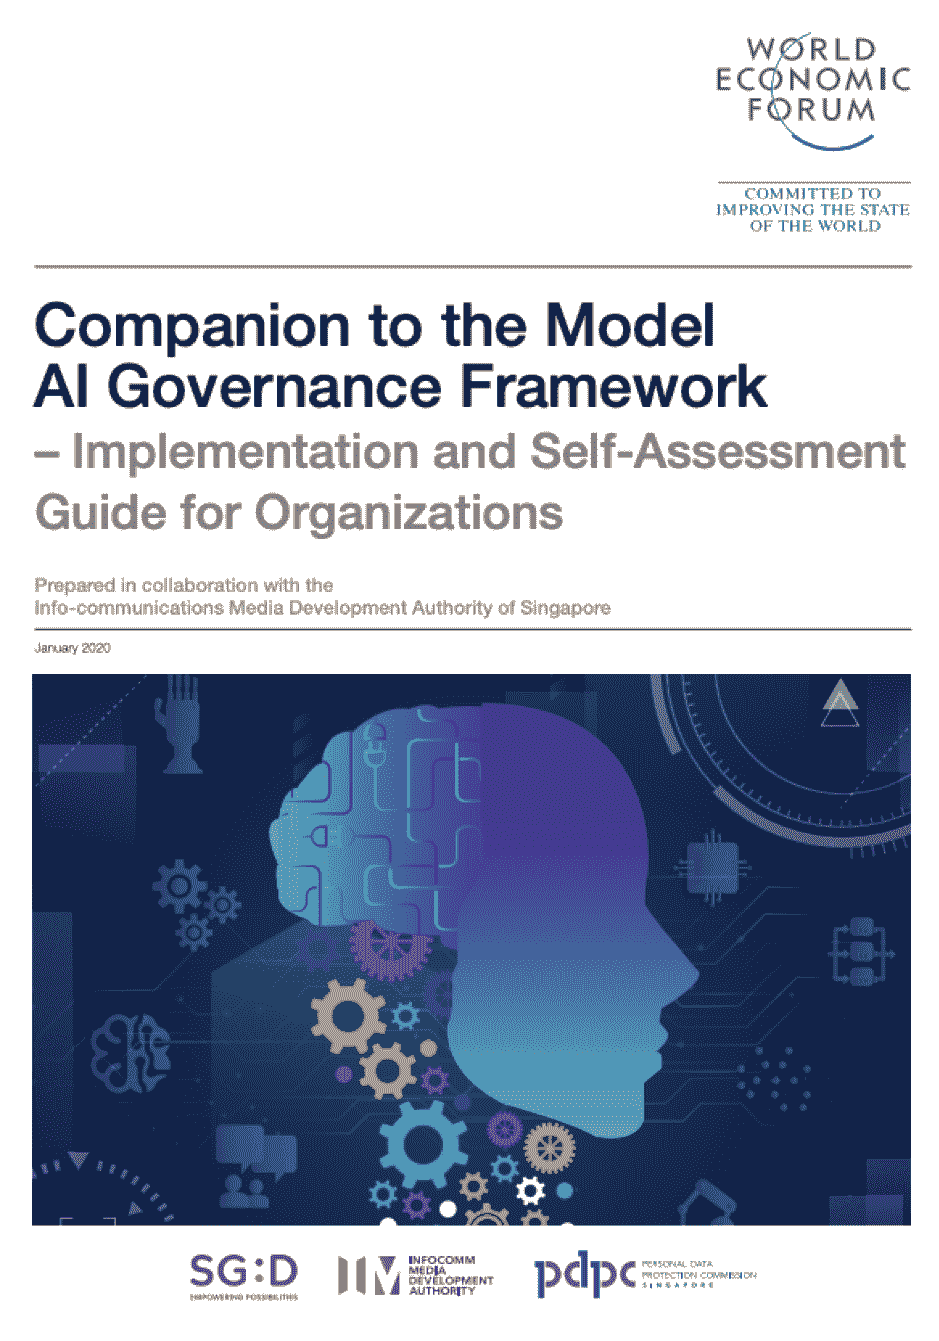 WORLD
ECONOMIC
FORUM
COMMITTED TO
IMPROVING THE STATE
OF THE WORLD
Companion to the Model
AI Governance Framework
– Implementation and Self-Assessment
Guide for Organizations
Prepared in collaboration with the
Info-communications Media Development Authority of Singapore
January 2020
SG:D
EMPOWERING POSSIBILITIES
IM
INFOCOMM
MEDIA
DEVELOPMENT
AUTHORITY
pdpc
PERSONAL DATA
PROTECTION COMMISSION
SINGAPORE